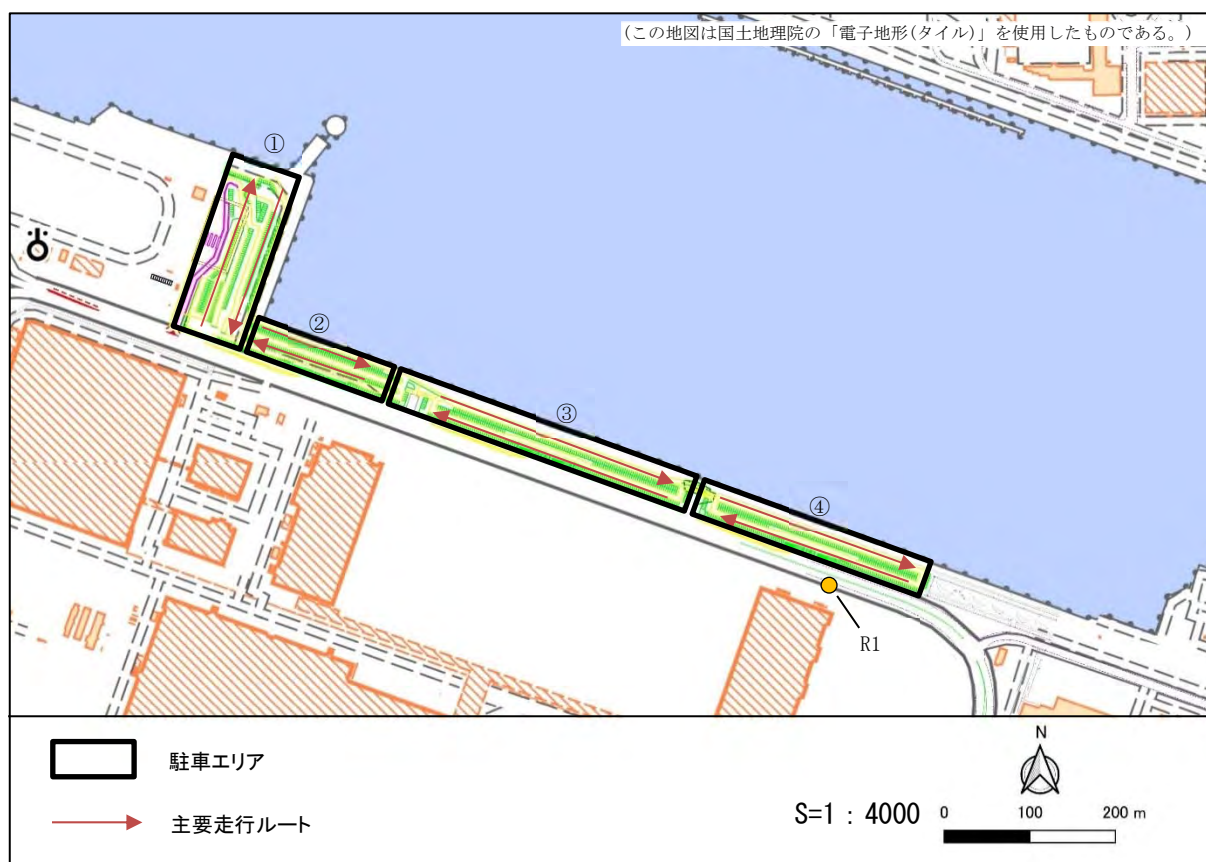 (この地図は国土地理院の「電子地形(タイル)」を使用したものである。)
①
②
③
④
R1
駐車エリア
主要走行ルート
N
S=1 : 4000
0 100 200 m